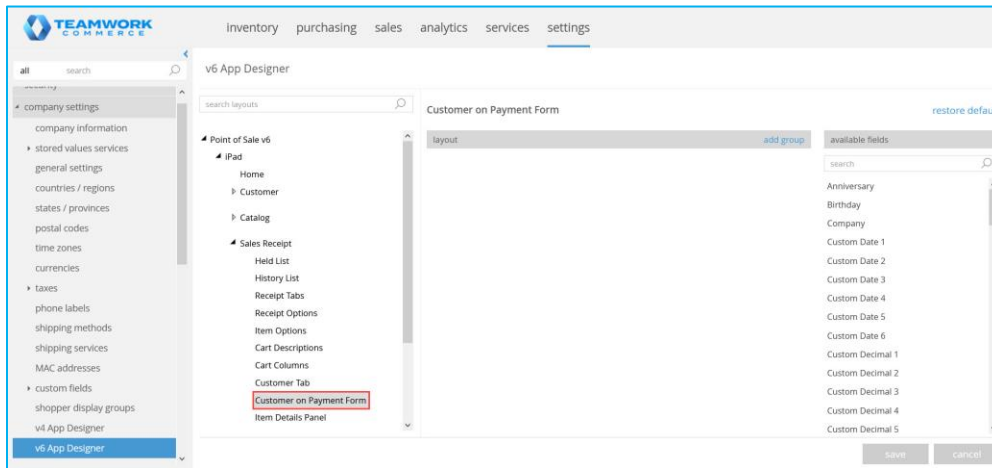 TEAMWORK
COMMERCE
inventory purchasing sales analytics services settings
all search
v6 App Designer
company settings
company information
stored values services
general settings
countries / regions
states / provinces
postal codes
time zones
currencies
taxes
phone labels
shipping methods
shipping services
MAC addresses
custom fields
shopper display groups
v4 App Designer
v6 App Designer
search layouts
Point of Sale v6
iPad
Home
Customer
Catalog
Sales Receipt
Held List
History List
Receipt Tabs
Receipt Options
Item Options
Cart Descriptions
Cart Columns
Customer Tab
Customer on Payment Form
Item Details Panel
Customer on Payment Form
restore defau
layout add group
available fields
search
Anniversary
Birthday
Company
Custom Date 1
Custom Date 2
Custom Date 3
Custom Date 4
Custom Date 5
Custom Date 6
Custom Decimal 1
Custom Decimal 2
Custom Decimal 3
Custom Decimal 4
Custom Decimal 5
save cancel